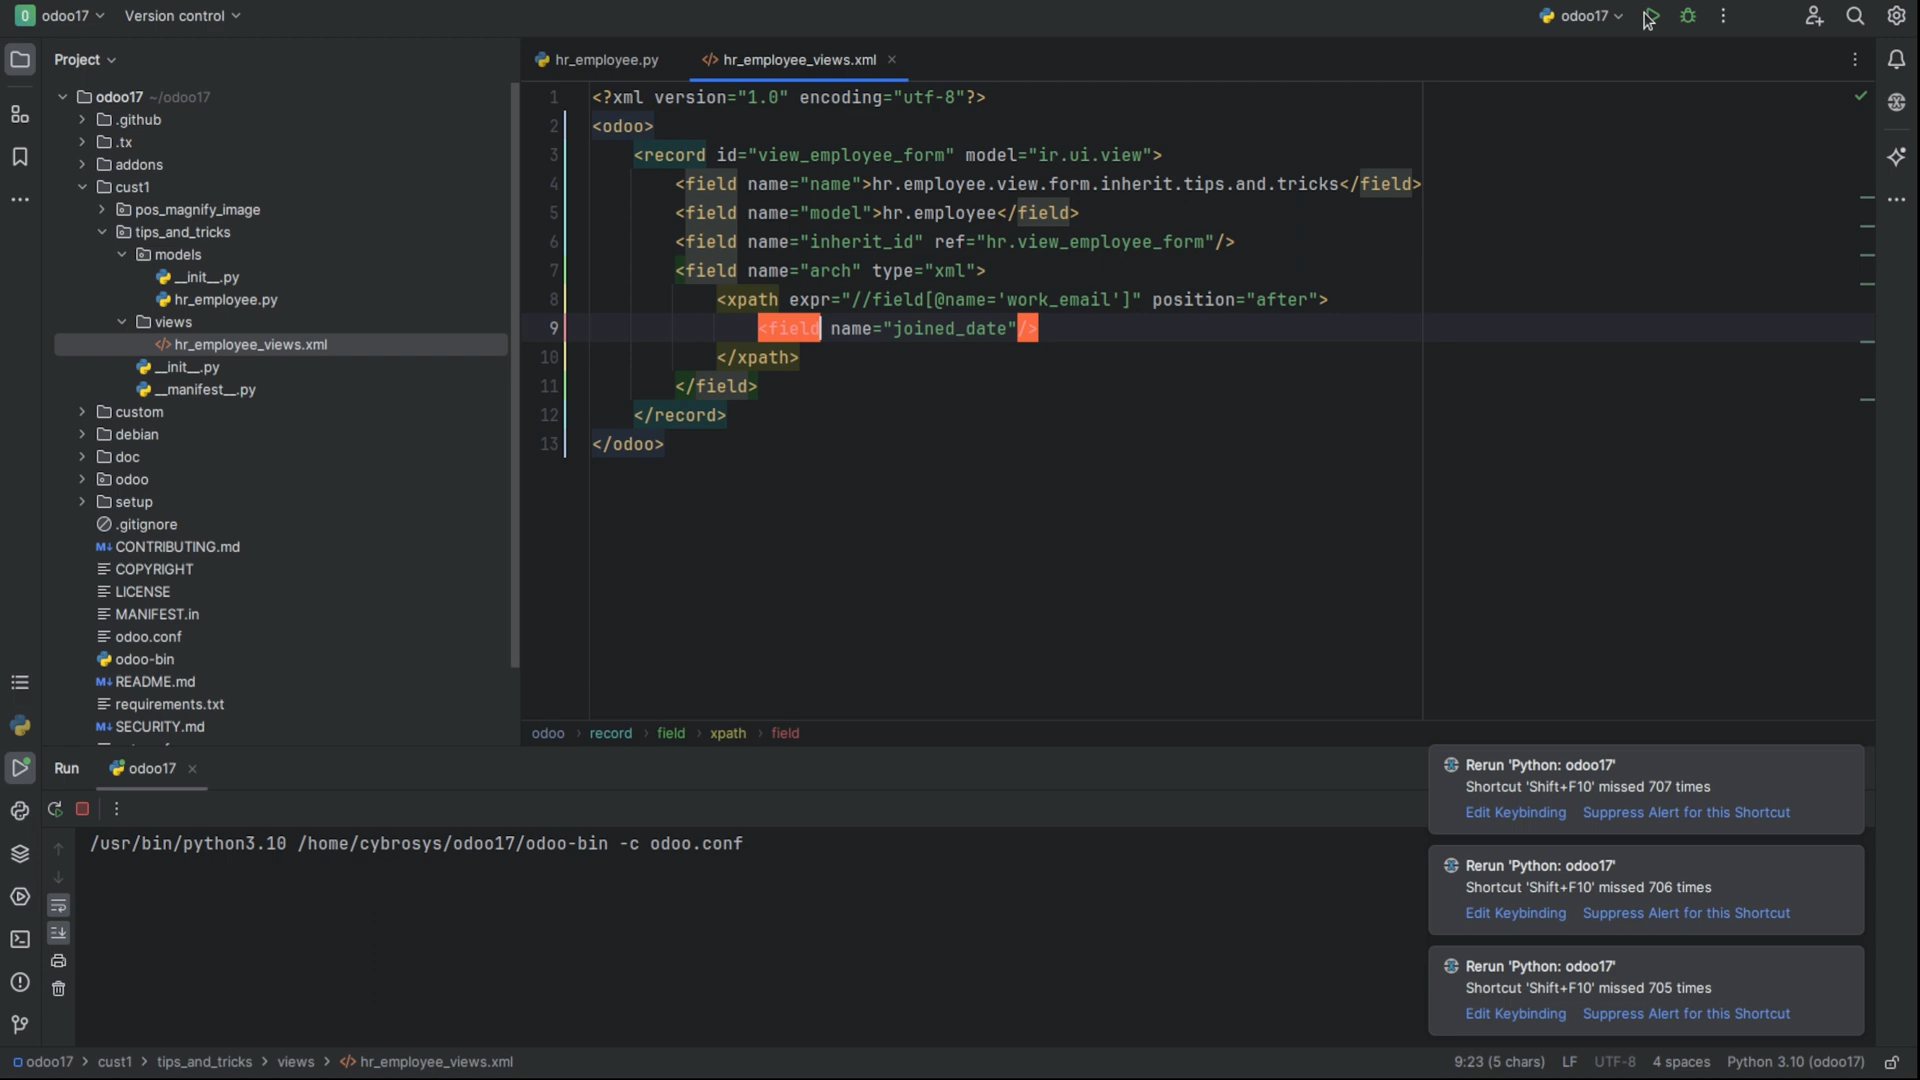 odoo17
Version control
odoo17
Project
odoo17 ~/odoo17
.github
.tx
addons
cust1
pos_magnify_image
tips_and_tricks
models
__init__.py
hr_employee.py
views
hr_employee_views.xml
__init__.py
__manifest__.py
custom
debian
doc
odoo
setup
.gitignore
M↓ CONTRIBUTING.md
COPYRIGHT
LICENSE
MANIFEST.in
odoo.conf
odoo-bin
M↓ README.md
requirements.txt
M↓ SECURITY.md
hr_employee.py
hr_employee_views.xml
1 <?xml version="1.0" encoding="utf-8"?>
2 <odoo>
3 <record id="view_employee_form" model="ir.ui.view">
4 <field name="name">hr.employee.view.form.inherit.tips.and.tricks</field>
5 <field name="model">hr.employee</field>
6 <field name="inherit_id" ref="hr.view_employee_form"/>
7 <field name="arch" type="xml">
8 <xpath expr="//field[@name='work_email']" position="after">
9 <field name="joined_date"/>
10 </xpath>
11 </field>
12 </record>
13 </odoo>
odoo › record › field › xpath › field
Run
odoo17
/usr/bin/python3.10 /home/cybrosys/odoo17/odoo-bin -c odoo.conf
Rerun 'Python: odoo17'
Shortcut 'Shift+F10' missed 707 times
Edit Keybinding Suppress Alert for this Shortcut
Rerun 'Python: odoo17'
Shortcut 'Shift+F10' missed 706 times
Edit Keybinding Suppress Alert for this Shortcut
Rerun 'Python: odoo17'
Shortcut 'Shift+F10' missed 705 times
Edit Keybinding Suppress Alert for this Shortcut
odoo17 › cust1 › tips_and_tricks › views › hr_employee_views.xml
9:23 (5 chars) LF UTF-8 4 spaces Python 3.10 (odoo17)